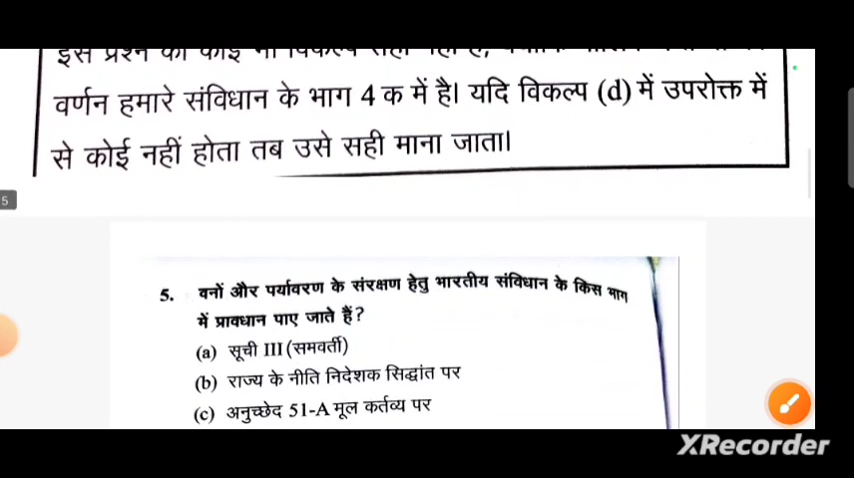 वर्णन हमारे संविधान के भाग 4 क में है। यदि विकल्प (d) में उपरोक्त में
से कोई नहीं होता तब उसे सही माना जाता।
5
5. वनों और पर्यावरण के संरक्षण हेतु भारतीय संविधान के किस भाग
में प्रावधान पाए जाते हैं?
(a) सूची III (समवर्ती)
(b) राज्य के नीति निदेशक सिद्धांत पर
(c) अनुच्छेद 51-A मूल कर्तव्य पर
XRecorder